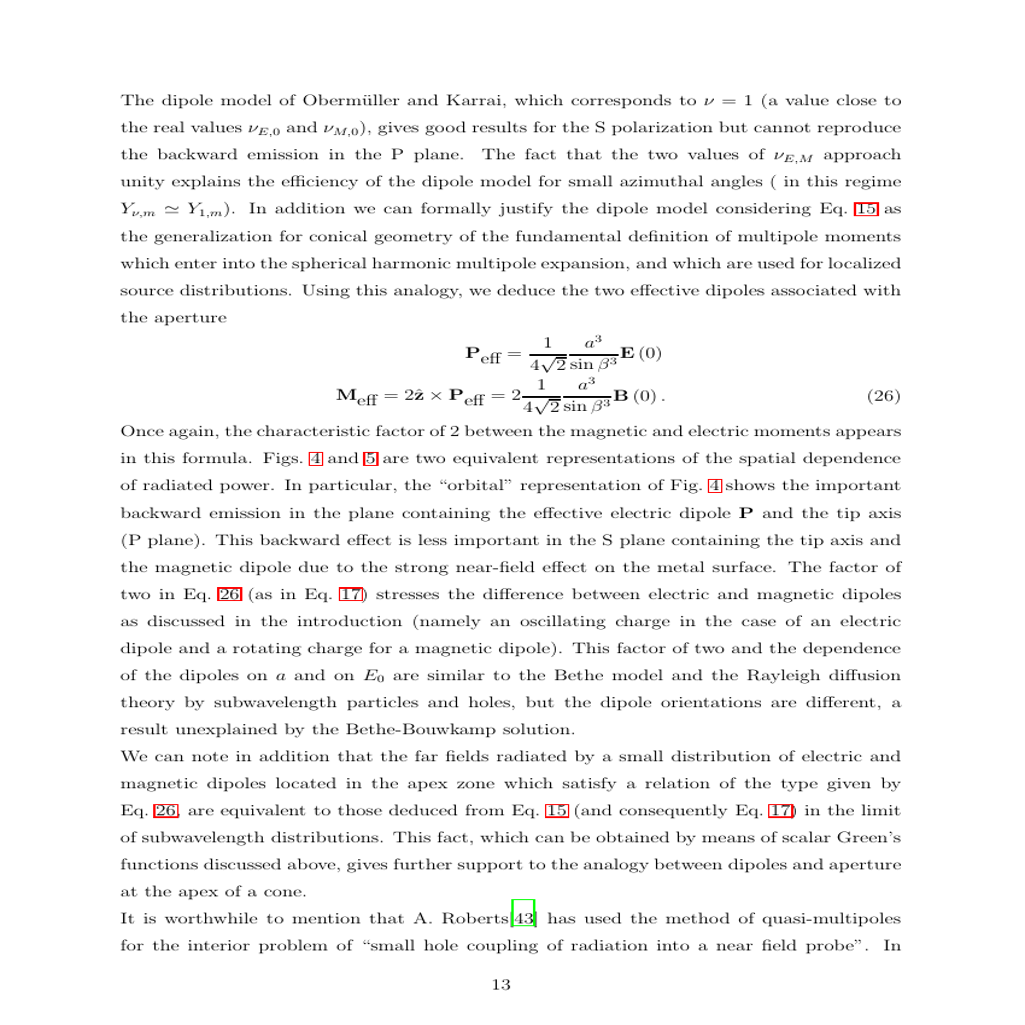 The dipole model of Obermüller and Karrai, which corresponds to ν = 1 (a value close to
the real values ν_{E,0} and ν_{M,0}), gives good results for the S polarization but cannot reproduce
the backward emission in the P plane. The fact that the two values of ν_{E,M} approach
unity explains the efficiency of the dipole model for small azimuthal angles ( in this regime
Y_{ν,m} ≃ Y_{1,m}). In addition we can formally justify the dipole model considering Eq. 15 as
the generalization for conical geometry of the fundamental definition of multipole moments
which enter into the spherical harmonic multipole expansion, and which are used for localized
source distributions. Using this analogy, we deduce the two effective dipoles associated with
the aperture
P_{eff} = \frac{1}{4\sqrt{2}} \frac{a^3}{\sin β^3} E (0)
M_{eff} = 2ẑ × P_{eff} = 2 \frac{1}{4\sqrt{2}} \frac{a^3}{\sin β^3} B (0) . (26)
Once again, the characteristic factor of 2 between the magnetic and electric moments appears
in this formula. Figs. 4 and 5 are two equivalent representations of the spatial dependence
of radiated power. In particular, the “orbital” representation of Fig. 4 shows the important
backward emission in the plane containing the effective electric dipole P and the tip axis
(P plane). This backward effect is less important in the S plane containing the tip axis and
the magnetic dipole due to the strong near-field effect on the metal surface. The factor of
two in Eq. 26 (as in Eq. 17) stresses the difference between electric and magnetic dipoles
as discussed in the introduction (namely an oscillating charge in the case of an electric
dipole and a rotating charge for a magnetic dipole). This factor of two and the dependence
of the dipoles on a and on E_0 are similar to the Bethe model and the Rayleigh diffusion
theory by subwavelength particles and holes, but the dipole orientations are different, a
result unexplained by the Bethe-Bouwkamp solution.
We can note in addition that the far fields radiated by a small distribution of electric and
magnetic dipoles located in the apex zone which satisfy a relation of the type given by
Eq. 26, are equivalent to those deduced from Eq. 15 (and consequently Eq. 17) in the limit
of subwavelength distributions. This fact, which can be obtained by means of scalar Green’s
functions discussed above, gives further support to the analogy between dipoles and aperture
at the apex of a cone.
It is worthwhile to mention that A. Roberts[43] has used the method of quasi-multipoles
for the interior problem of “small hole coupling of radiation into a near field probe”. In
13